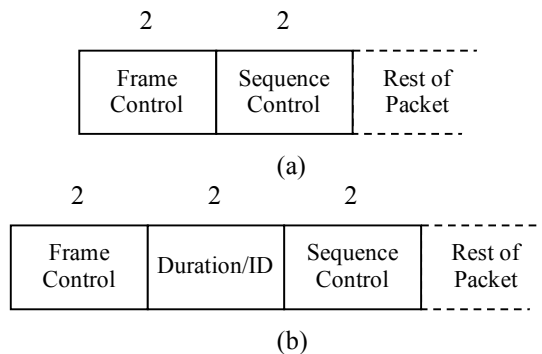 2 2
Frame Sequence Rest of
Control Control Packet
(a)
2 2 2
Frame Duration/ID Sequence Rest of
Control Control Packet
(b)